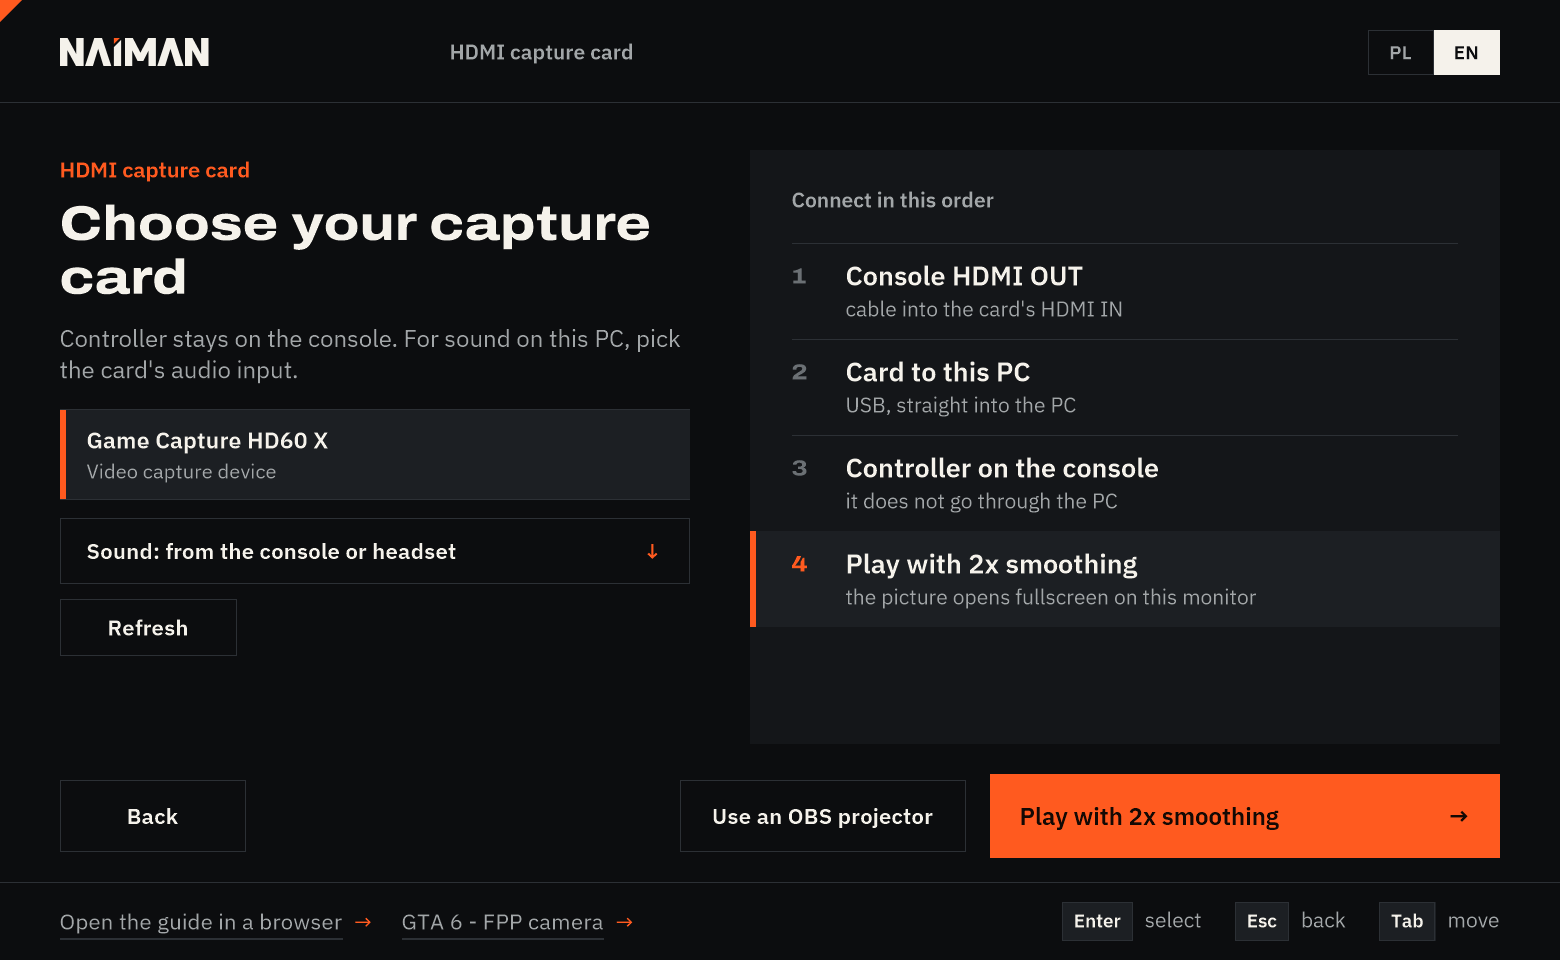 NAIMAN
HDMI capture card
PL
EN
HDMI capture card
Choose your capture
card
Controller stays on the console. For sound on this PC, pick
the card's audio input.
Game Capture HD60 X
Video capture device
Sound: from the console or headset ↓
Refresh
Connect in this order
1 Console HDMI OUT
cable into the card's HDMI IN
2 Card to this PC
USB, straight into the PC
3 Controller on the console
it does not go through the PC
4 Play with 2x smoothing
the picture opens fullscreen on this monitor
Back
Use an OBS projector
Play with 2x smoothing →
Open the guide in a browser →
GTA 6 - FPP camera →
Enter select
Esc back
Tab move